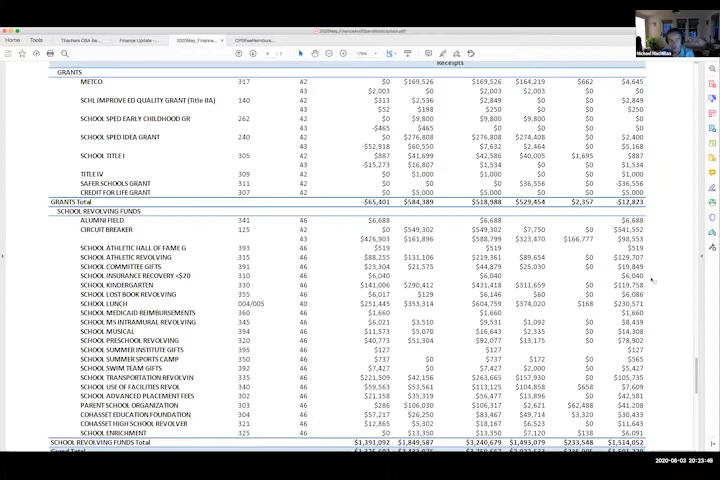 2020May_FinanceAndOperationsUpdate.pdf
Home Tools Teachers CBA Re... Finance Update - ... 2020May_Financ... × CPSFeeReimburs...
Michael MacMillan
Receipts
GRANTS
METCO 317 42 $0 $169,526 $169,526 $164,219 $662 $4,645
43 $2,003 $2,003 $2,003 $0
SCHL IMPROVE ED QUALITY GRANT (Title IIA) 140 42 $313 $2,536 $2,849 $0 $2,849
43 $52 $198 $250 $0 $250
SCHOOL SPED EARLY CHILDHOOD GR 262 42 $0 $9,800 $9,800 $9,800 $0
43 -$465 $465 $0 $0 $0
SCHOOL SPED IDEA GRANT 240 42 $0 $276,808 $276,808 $274,408 $0 $2,400
43 -$52,918 $60,550 $7,632 $2,464 $5,168
SCHOOL TITLE I 305 42 $887 $41,699 $42,586 $40,005 $1,695 $887
43 -$15,273 $16,807 $1,534 $0 $1,534
TITLE IV 309 42 $0 $1,000 $1,000 $0 $1,000
SAFER SCHOOLS GRANT 311 42 $0 $0 $0 $36,556 $0 -$36,556
CREDIT FOR LIFE GRANT 307 42 $0 $5,000 $5,000 $0 $0 $5,000
GRANTS Total -$65,401 $584,389 $518,988 $529,454 $2,357 -$12,823
SCHOOL REVOLVING FUNDS
ALUMNI FIELD 341 46 $6,688 $6,688 $6,688
CIRCUIT BREAKER 125 42 $0 $549,302 $549,302 $7,750 $0 $541,552
43 $426,903 $161,896 $588,799 $323,470 $166,777 $98,553
SCHOOL ATHLETIC HALL OF FAME G 393 46 $519 $519 $519
SCHOOL ATHLETIC REVOLVING 315 46 $88,255 $131,106 $219,361 $89,654 $0 $129,707
SCHOOL COMMITTEE GIFTS 391 46 $23,304 $21,575 $44,879 $25,030 $0 $19,849
SCHOOL INSURANCE RECOVERY <$20 310 46 $6,040 $6,040 $6,040
SCHOOL KINDERGARTEN 330 46 $141,006 $290,412 $431,418 $311,659 $0 $119,758
SCHOOL LOST BOOK REVOLVING 355 46 $6,017 $129 $6,146 $60 $0 $6,086
SCHOOL LUNCH 004/005 40 $251,445 $353,314 $604,759 $374,020 $168 $230,571
SCHOOL MEDICAID REIMBURSEMENTS 360 46 $1,660 $1,660 $1,660
SCHOOL MS INTRAMURAL REVOLVING 345 46 $6,021 $3,510 $9,531 $1,092 $0 $8,439
SCHOOL MUSICAL 394 46 $11,573 $5,070 $16,643 $2,335 $0 $14,308
SCHOOL PRESCHOOL REVOLVING 320 46 $40,773 $51,304 $92,077 $13,175 $0 $78,902
SCHOOL SUMMER INSTITUTE GIFTS 395 46 $127 $127 $127
SCHOOL SUMMER SPORTS CAMP 350 46 $737 $0 $737 $172 $0 $565
SCHOOL SWIM TEAM GIFTS 392 46 $7,427 $0 $7,427 $2,000 $0 $5,427
SCHOOL TRANSPORTATION REVOLVIN 335 46 $221,509 $42,156 $263,665 $157,930 $0 $105,735
SCHOOL USE OF FACILITIES REVOL 340 46 $59,563 $53,561 $113,125 $104,858 $658 $7,609
SCHOOL ADVANCED PLACEMENT FEES 302 46 $21,158 $35,319 $56,477 $13,896 $0 $42,581
PARENT SCHOOL ORGANIZATION 303 46 $286 $106,030 $106,317 $2,621 $62,488 $41,208
COHASSET EDUCATION FOUNDATION 304 46 $57,217 $26,250 $83,467 $49,714 $3,320 $30,433
COHASSET HIGH SCHOOL REVOLVER 321 46 $12,865 $5,302 $18,167 $6,523 $0 $11,643
SCHOOL ENRICHMENT 325 46 $0 $13,350 $13,350 $7,120 $138 $6,091
SCHOOL REVOLVING FUNDS Total $1,391,092 $1,849,587 $3,240,679 $1,493,079 $233,548 $1,514,052
Grand Total
2020-06-03 20:23:46